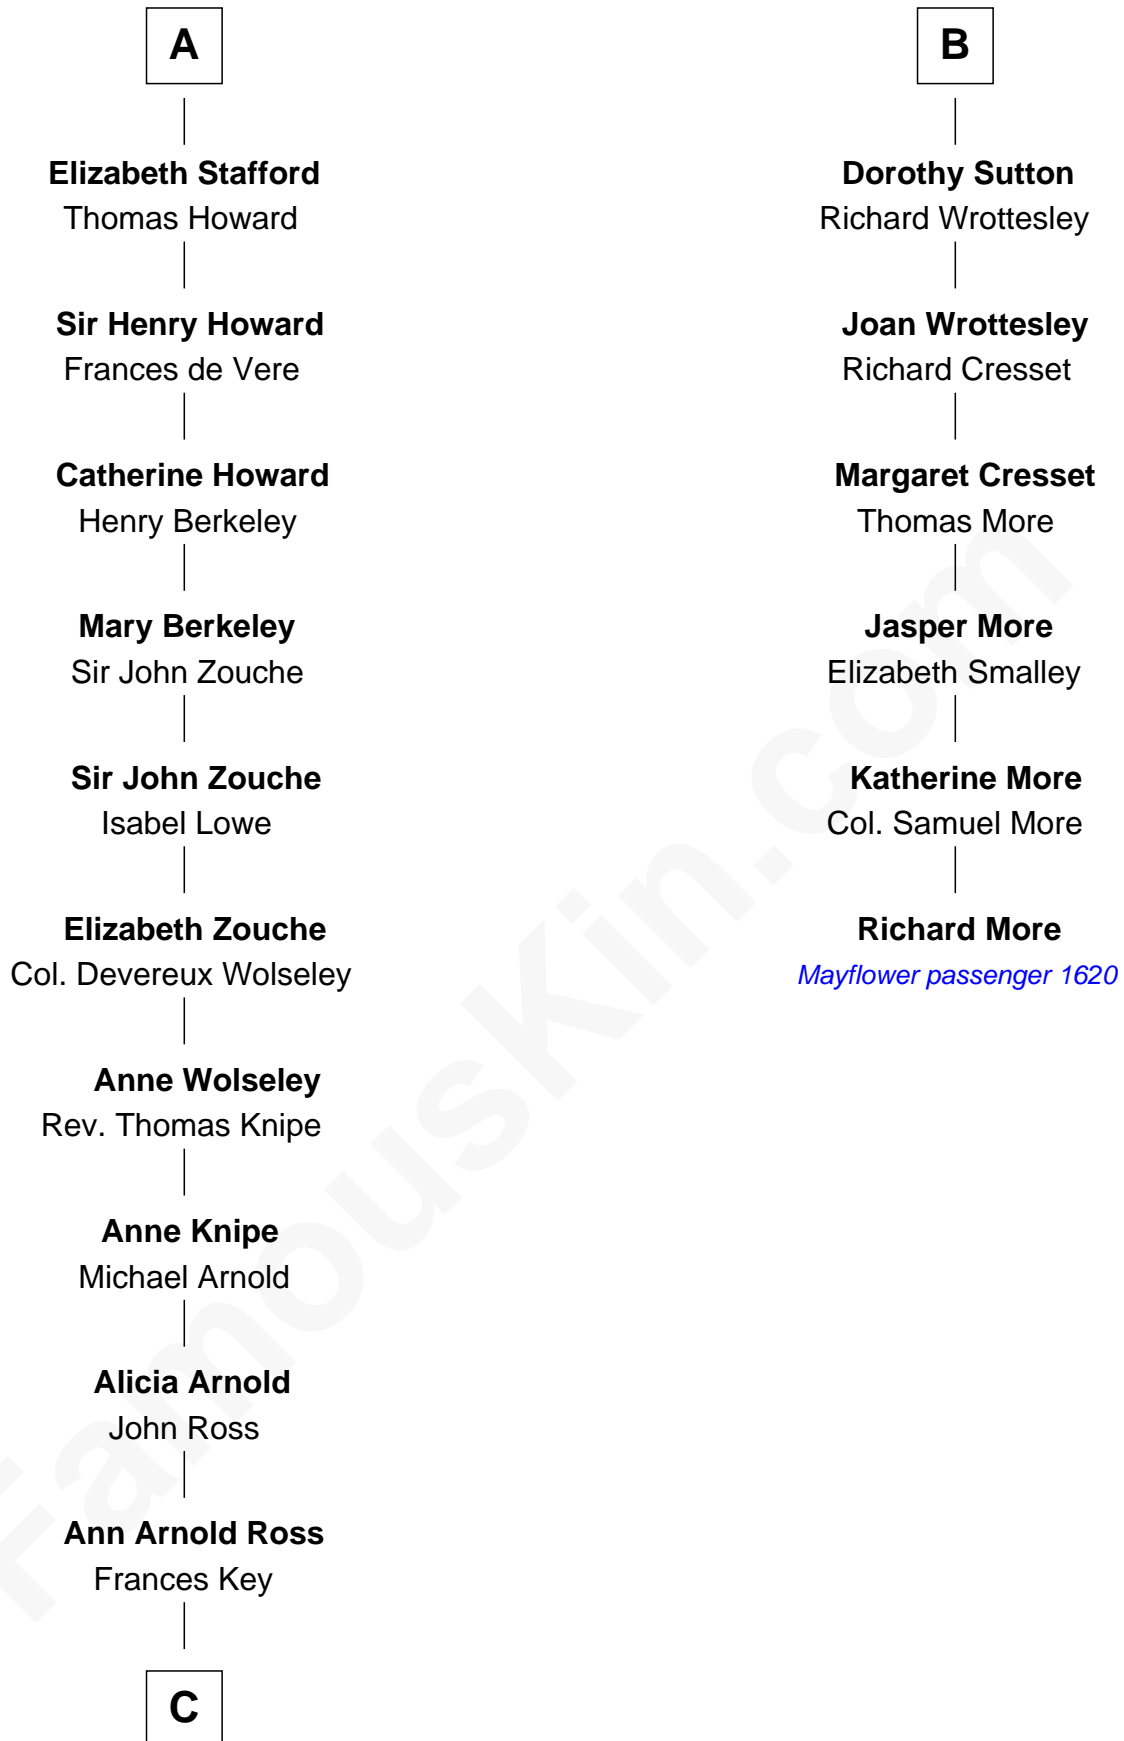 A
Elizabeth Stafford
Thomas Howard
Sir Henry Howard
Frances de Vere
Catherine Howard
Henry Berkeley
Mary Berkeley
Sir John Zouche
Sir John Zouche
Isabel Lowe
Elizabeth Zouche
Col. Devereux Wolseley
Anne Wolseley
Rev. Thomas Knipe
Anne Knipe
Michael Arnold
Alicia Arnold
John Ross
Ann Arnold Ross
Frances Key
C
B
Dorothy Sutton
Richard Wrottesley
Joan Wrottesley
Richard Cresset
Margaret Cresset
Thomas More
Jasper More
Elizabeth Smalley
Katherine More
Col. Samuel More
Richard More
Mayflower passenger 1620
FamousKin.com